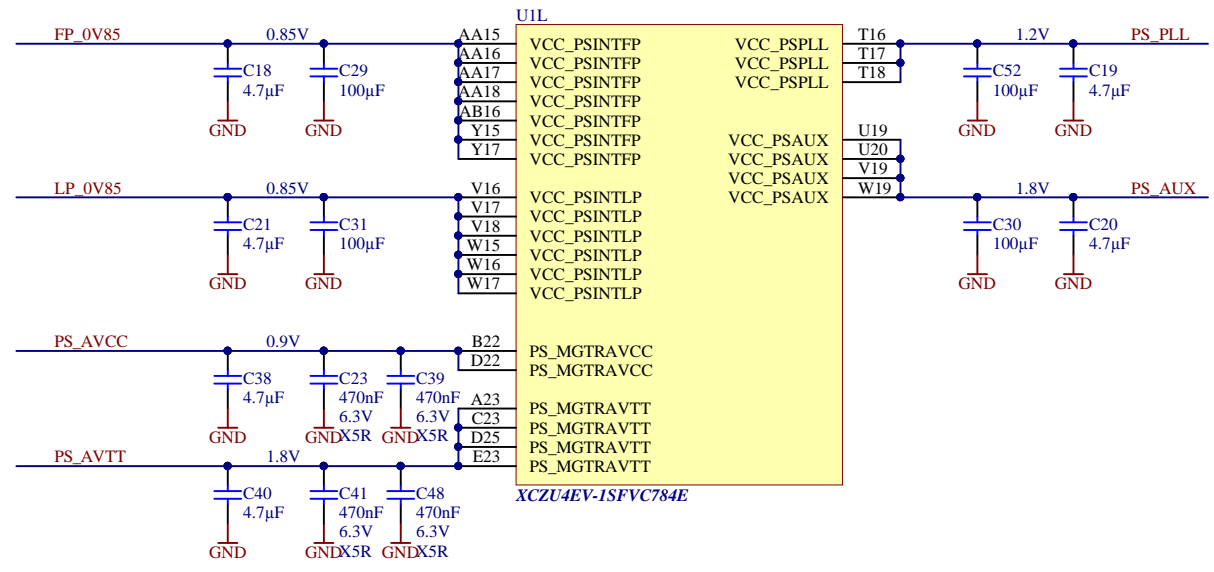 U1L
FP_0V85 0.85V
C18 4.7µF GND
C29 100µF GND
AA15 VCC_PSINTFP
AA16 VCC_PSINTFP
AA17 VCC_PSINTFP
AA18 VCC_PSINTFP
AB16 VCC_PSINTFP
Y15 VCC_PSINTFP
Y17 VCC_PSINTFP
VCC_PSPLL T16
VCC_PSPLL T17
VCC_PSPLL T18
1.2V PS_PLL
C52 100µF GND
C19 4.7µF GND
LP_0V85 0.85V
C21 4.7µF GND
C31 100µF GND
V16 VCC_PSINTLP
V17 VCC_PSINTLP
V18 VCC_PSINTLP
W15 VCC_PSINTLP
W16 VCC_PSINTLP
W17 VCC_PSINTLP
VCC_PSAUX U19
VCC_PSAUX U20
VCC_PSAUX V19
VCC_PSAUX W19
1.8V PS_AUX
C30 100µF GND
C20 4.7µF GND
PS_AVCC 0.9V
C38 4.7µF GND
C23 470nF 6.3V X5R GND
C39 470nF 6.3V X5R GND
B22 PS_MGTRAVCC
D22 PS_MGTRAVCC
A23 PS_MGTRAVTT
C23 PS_MGTRAVTT
D25 PS_MGTRAVTT
E23 PS_MGTRAVTT
PS_AVTT 1.8V
C40 4.7µF GND
C41 470nF 6.3V X5R GND
C48 470nF 6.3V X5R GND
XCZU4EV-1SFVC784E